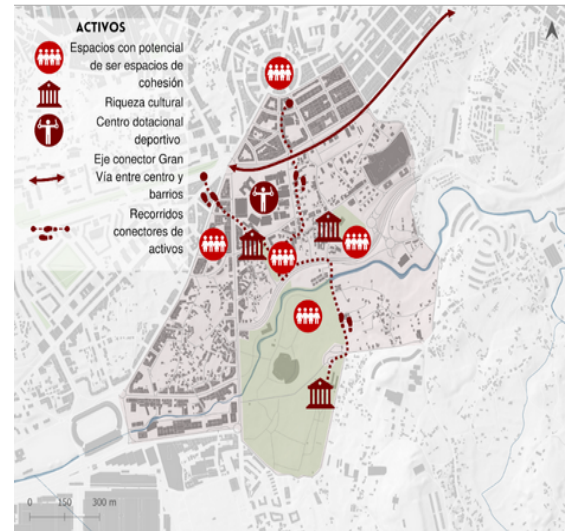 ACTIVOS
Espacios con potencial
de ser espacios de
cohesión
Riqueza cultural
Centro dotacional
deportivo
Eje conector Gran
Vía entre centro y
barrios
Recorridos
conectores de
activos
0 150 300 m